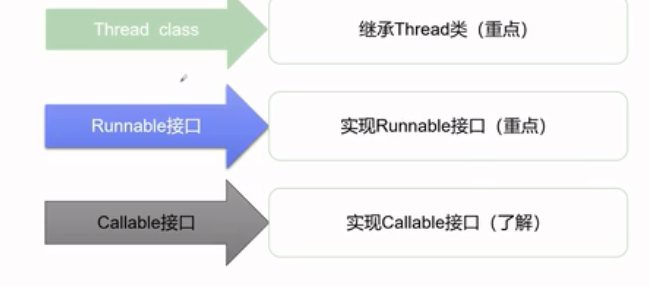 Thread class
继承Thread类（重点）
Runnable接口
实现Runnable接口（重点）
Callable接口
实现Callable接口（了解）